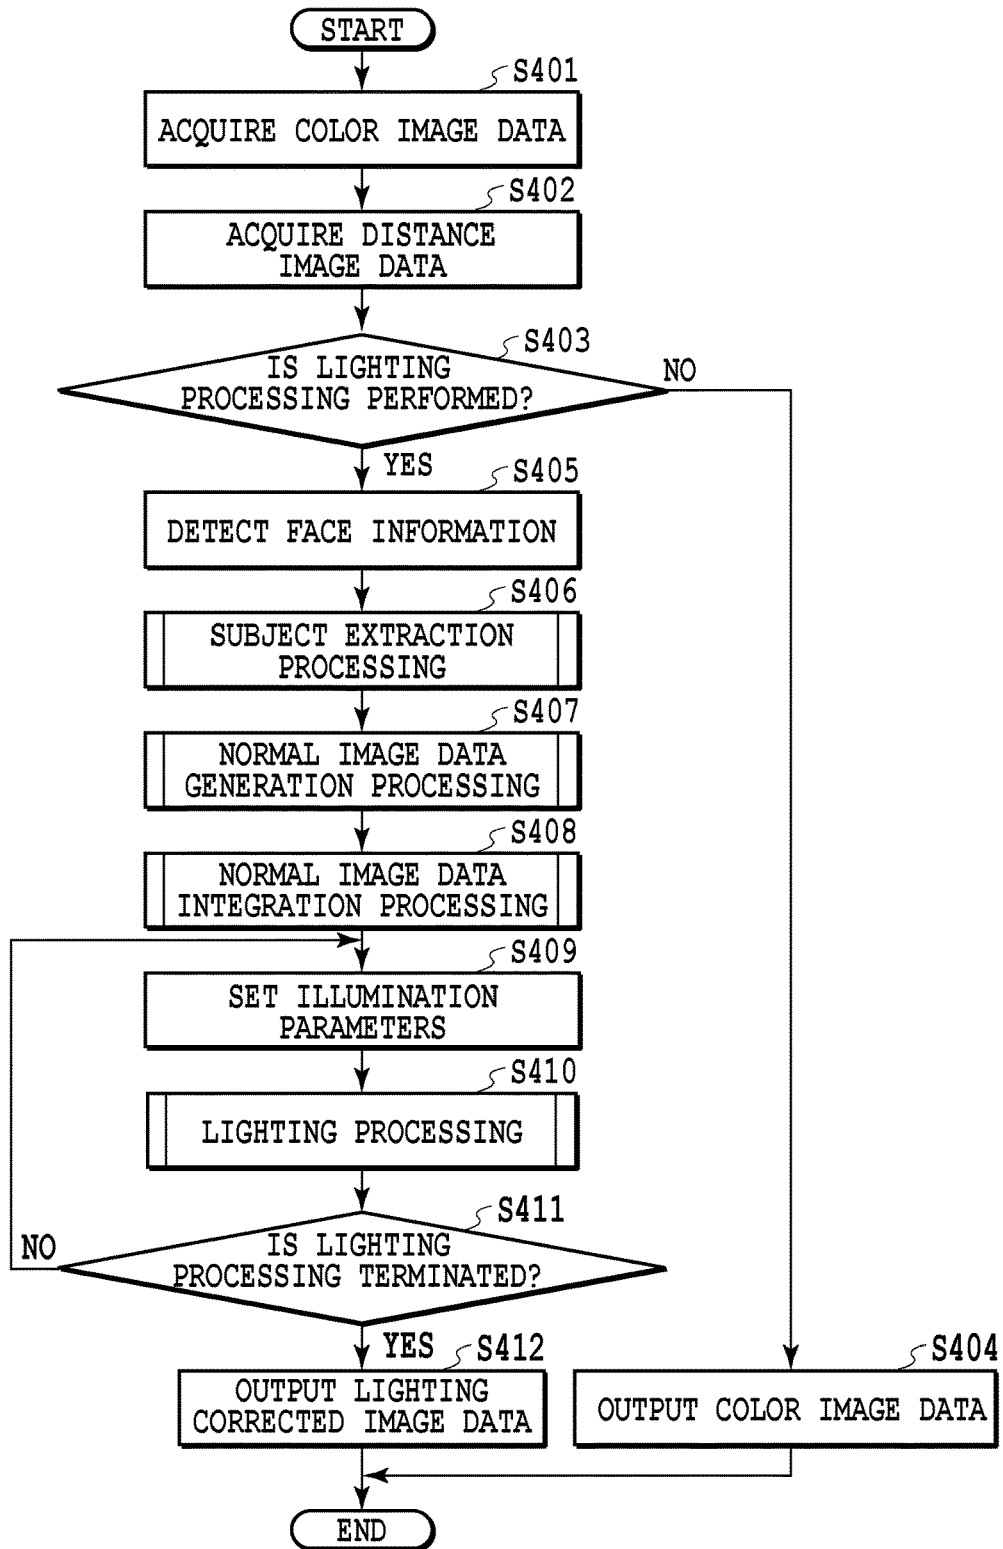 START
S401
ACQUIRE COLOR IMAGE DATA
S402
ACQUIRE DISTANCE
IMAGE DATA
S403
IS LIGHTING
PROCESSING PERFORMED?
NO
YES
S405
DETECT FACE INFORMATION
S406
SUBJECT EXTRACTION
PROCESSING
S407
NORMAL IMAGE DATA
GENERATION PROCESSING
S408
NORMAL IMAGE DATA
INTEGRATION PROCESSING
S409
SET ILLUMINATION
PARAMETERS
S410
LIGHTING PROCESSING
S411
IS LIGHTING
PROCESSING TERMINATED?
NO
YES
S412
OUTPUT LIGHTING
CORRECTED IMAGE DATA
S404
OUTPUT COLOR IMAGE DATA
END